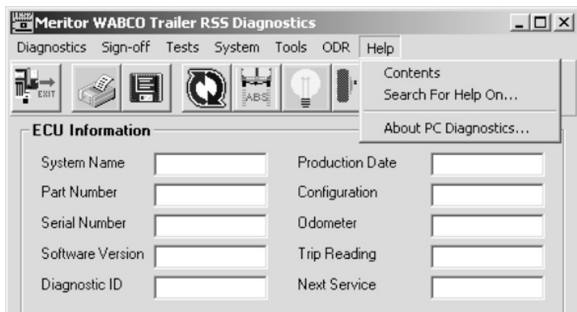 Meritor WABCO Trailer RSS Diagnostics
Diagnostics Sign-off Tests System Tools ODR Help
Contents
Search For Help On...
About PC Diagnostics...
EXIT
ABS
ECU Information
System Name Production Date
Part Number Configuration
Serial Number Odometer
Software Version Trip Reading
Diagnostic ID Next Service